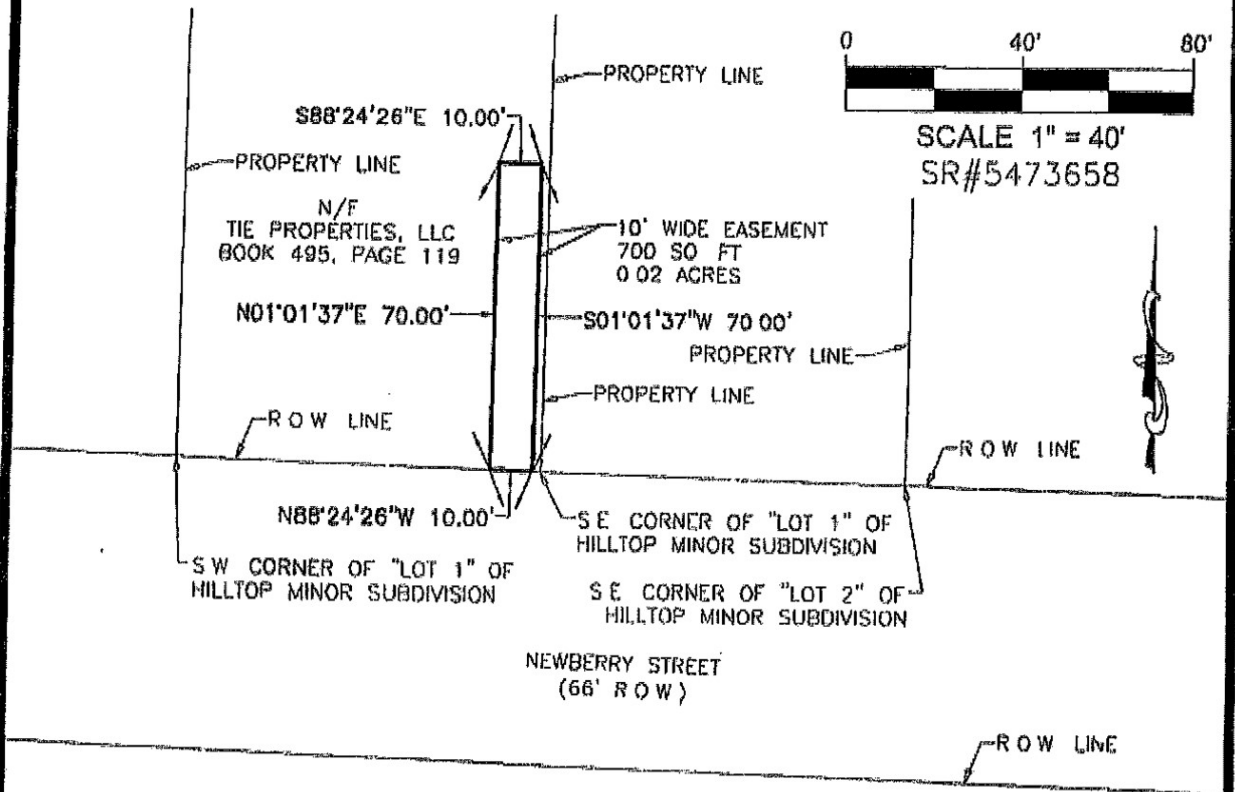 0 40' 80'
SCALE 1" = 40'
SR#5473658
PROPERTY LINE
S88°24'26"E 10.00'
PROPERTY LINE
N/F
TIE PROPERTIES, LLC
BOOK 495, PAGE 119
10' WIDE EASEMENT
700 SQ FT
0 02 ACRES
N01°01'37"E 70.00'
S01°01'37"W 70 00'
PROPERTY LINE
PROPERTY LINE
R O W LINE
R O W LINE
N88°24'26"W 10.00'
S E CORNER OF "LOT 1" OF
HILLTOP MINOR SUBDIVISION
S W CORNER OF "LOT 1" OF
HILLTOP MINOR SUBDIVISION
S E CORNER OF "LOT 2" OF
HILLTOP MINOR SUBDIVISION
NEWBERRY STREET
(66' R O W)
R O W LINE